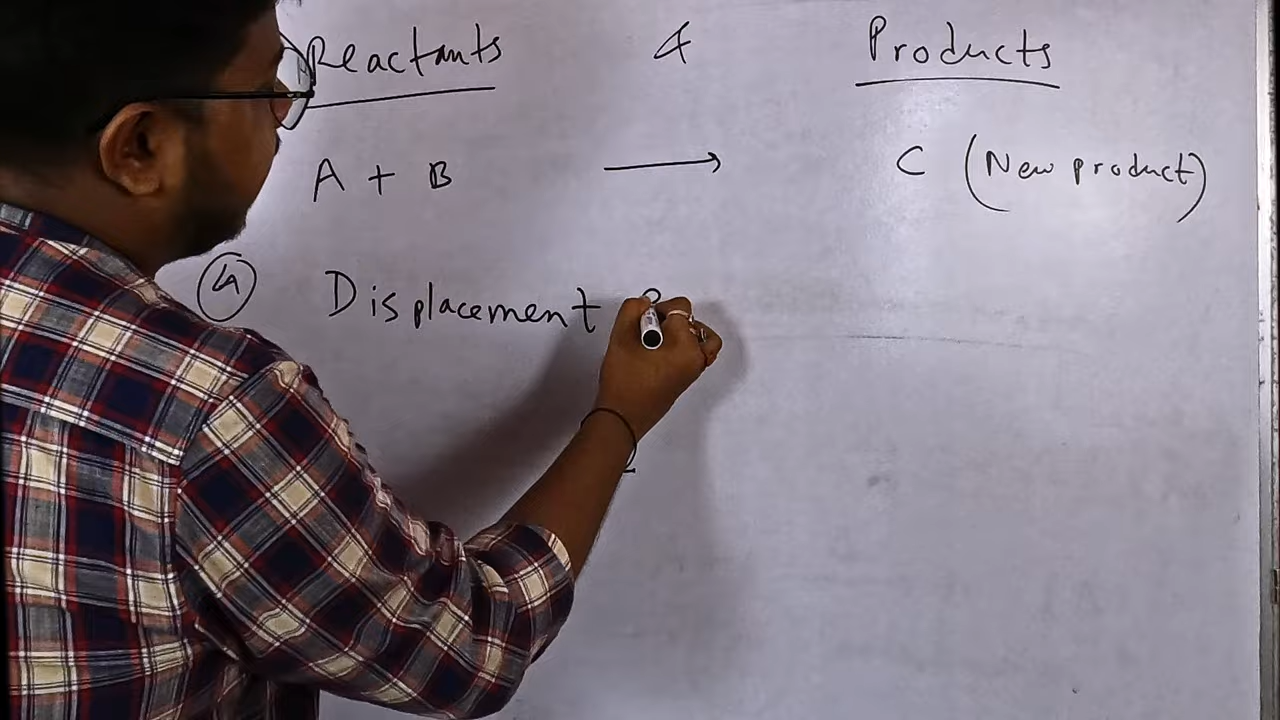 Reactants & Products
A + B → C (New product)
4 Displacement